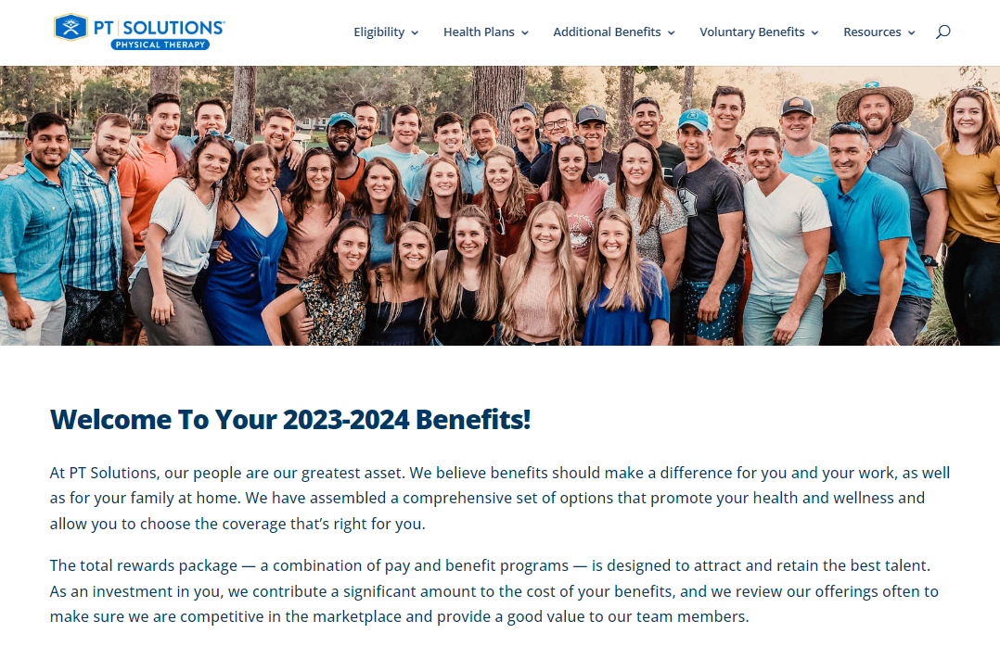 PT SOLUTIONS®
PHYSICAL THERAPY
Eligibility
Health Plans
Additional Benefits
Voluntary Benefits
Resources
Welcome To Your 2023-2024 Benefits!
At PT Solutions, our people are our greatest asset. We believe benefits should make a difference for you and your work, as well
as for your family at home. We have assembled a comprehensive set of options that promote your health and wellness and
allow you to choose the coverage that’s right for you.
The total rewards package — a combination of pay and benefit programs — is designed to attract and retain the best talent.
As an investment in you, we contribute a significant amount to the cost of your benefits, and we review our offerings often to
make sure we are competitive in the marketplace and provide a good value to our team members.